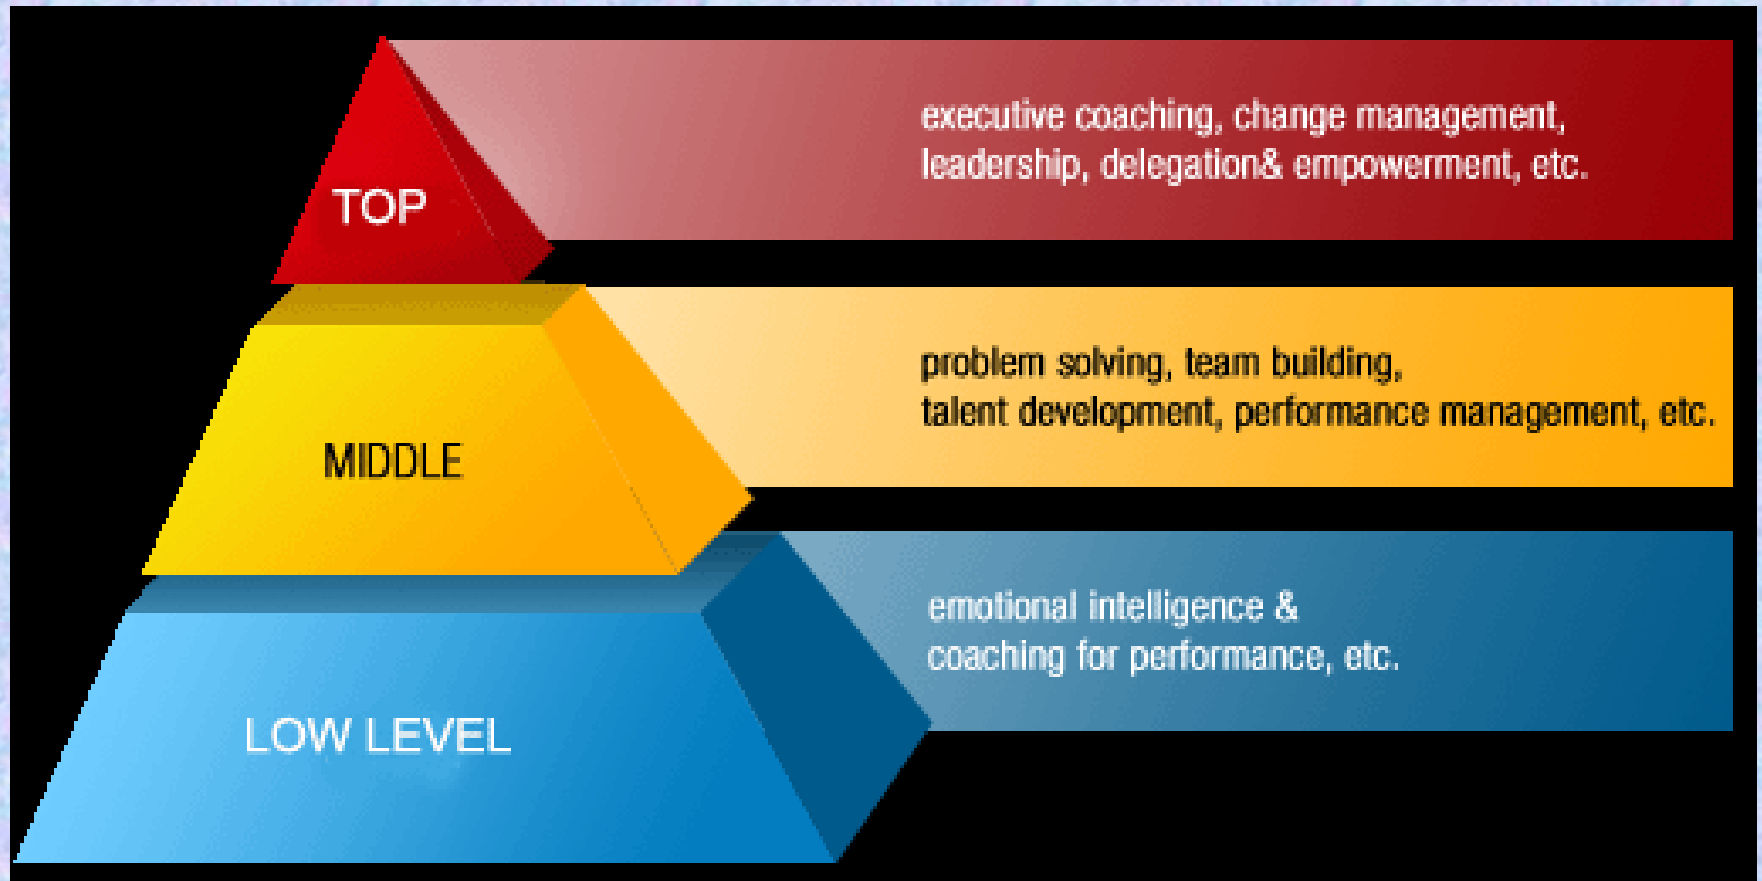 TOP
executive coaching, change management,
leadership, delegation& empowerment, etc.
MIDDLE
problem solving, team building,
talent development, performance management, etc.
LOW LEVEL
emotional intelligence &
coaching for performance, etc.